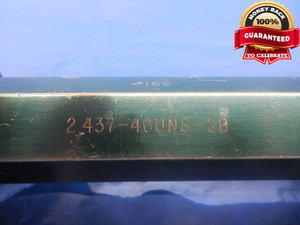 MONEY BACK
100%
GUARANTEED
TO CALIBRATE!
2.437-40UNS-2B